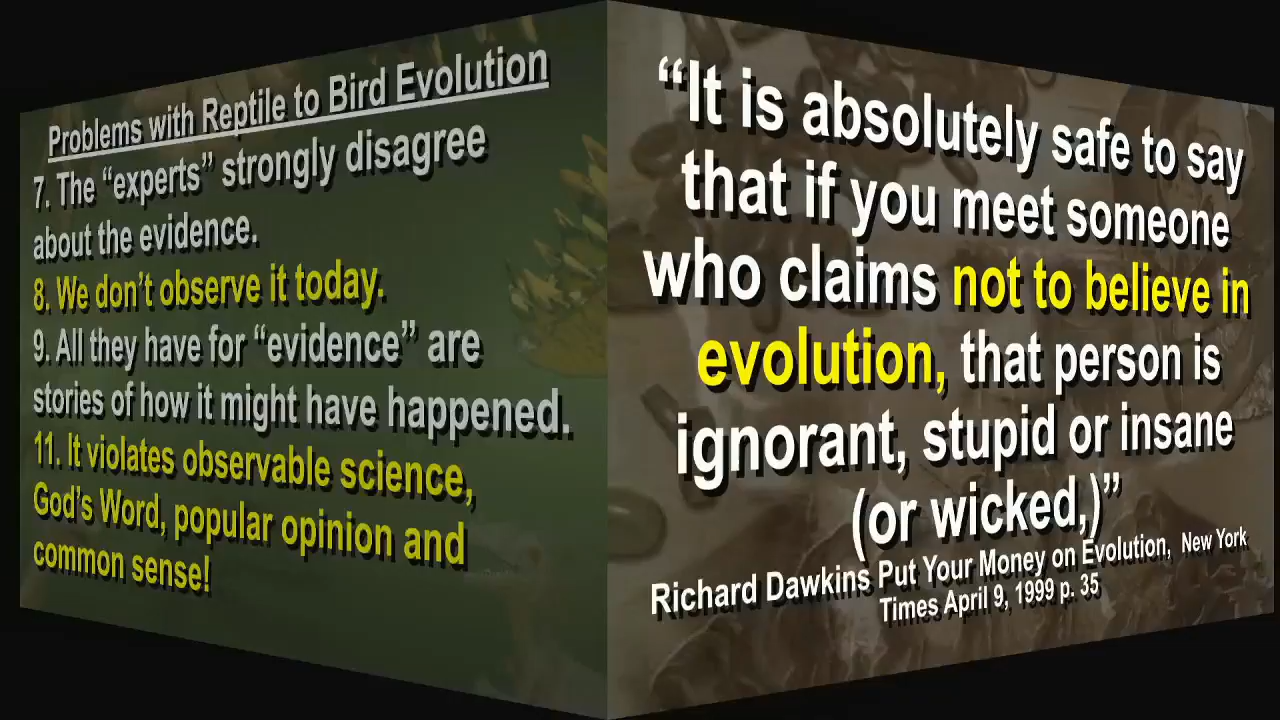 Problems with Reptile to Bird Evolution
7. The “experts” strongly disagree
about the evidence.
8. We don’t observe it today.
9. All they have for “evidence” are
stories of how it might have happened.
11. It violates observable science,
God’s Word, popular opinion and
common sense!
“It is absolutely safe to say
that if you meet someone
who claims not to believe in
evolution, that person is
ignorant, stupid or insane
(or wicked,)”
Richard Dawkins Put Your Money on Evolution, New York
Times April 9, 1999 p. 35